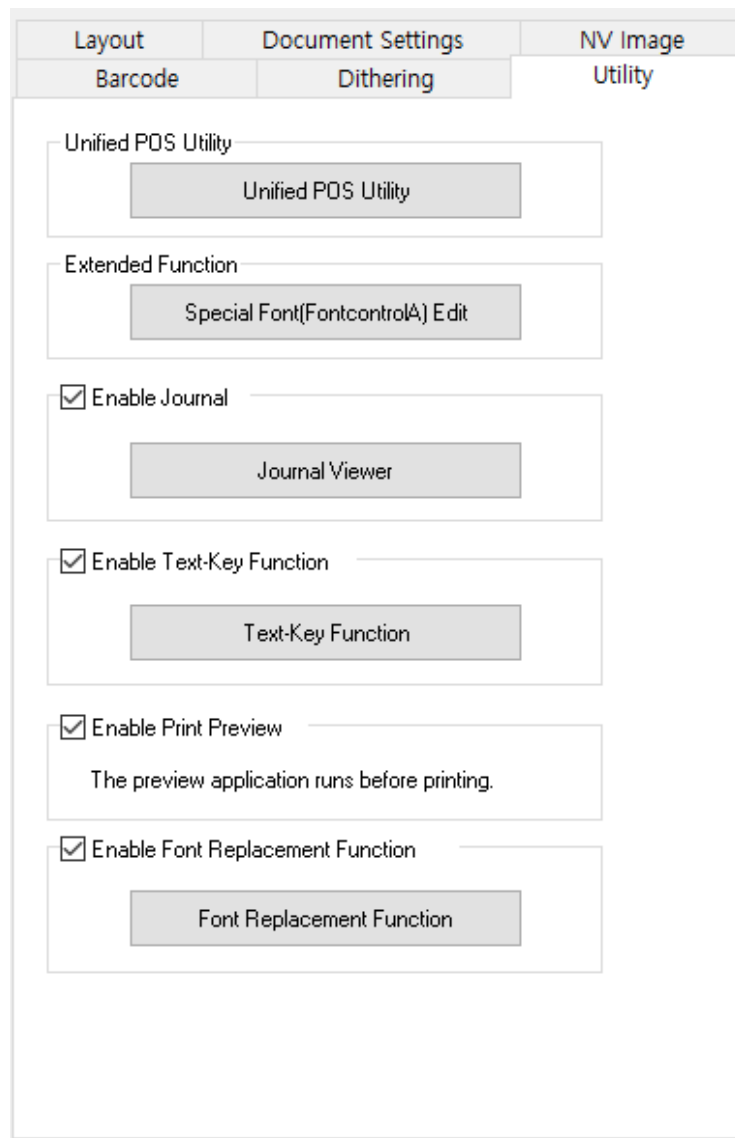 Layout Document Settings NV Image
Barcode Dithering Utility
Unified POS Utility
Unified POS Utility
Extended Function
Special Font(FontcontrolA) Edit
Enable Journal
Journal Viewer
Enable Text-Key Function
Text-Key Function
Enable Print Preview
The preview application runs before printing.
Enable Font Replacement Function
Font Replacement Function